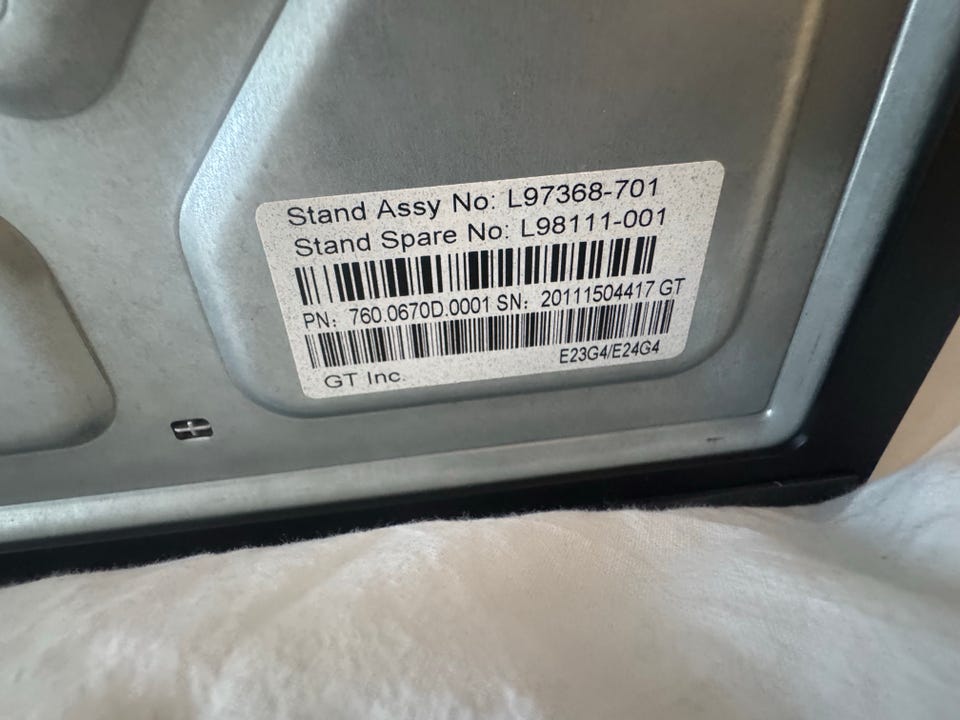 Stand Assy No: L97368-701
Stand Spare No: L98111-001
PN: 760.0670D.0001 SN: 20111504417 GT
E23G4/E24G4
GT Inc.